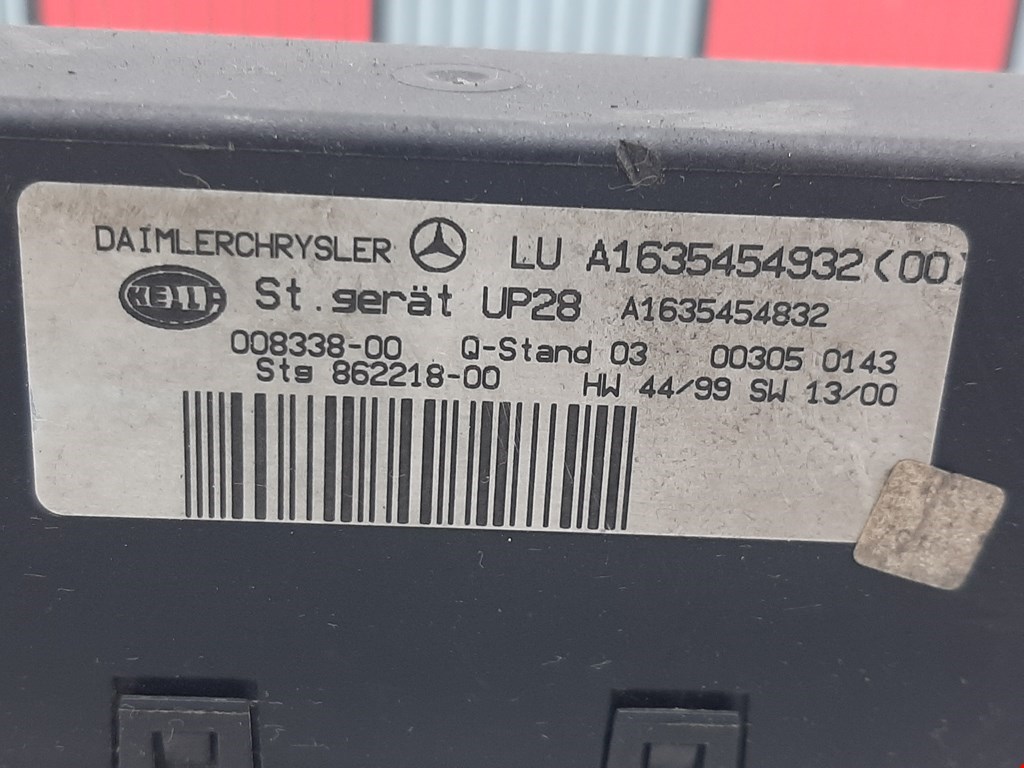 DAIMLERCHRYSLER LU A1635454932 (00)
HELLA St.gerät UP28 A1635454832
008338-00 Q-Stand 03 00305 0143
Stg 862218-00 HW 44/99 SW 13/00